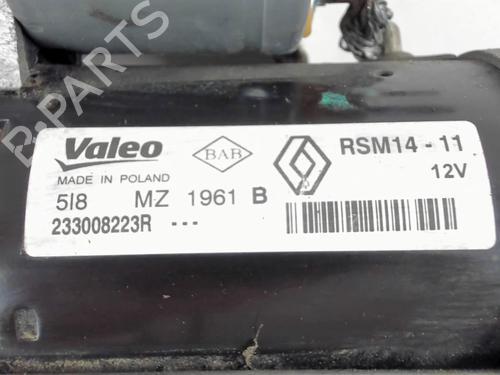 B-PARTS
Valeo
BAB
RSM14 - 11
MADE IN POLAND
12V
5I8 MZ 1961 B
233008223R ---